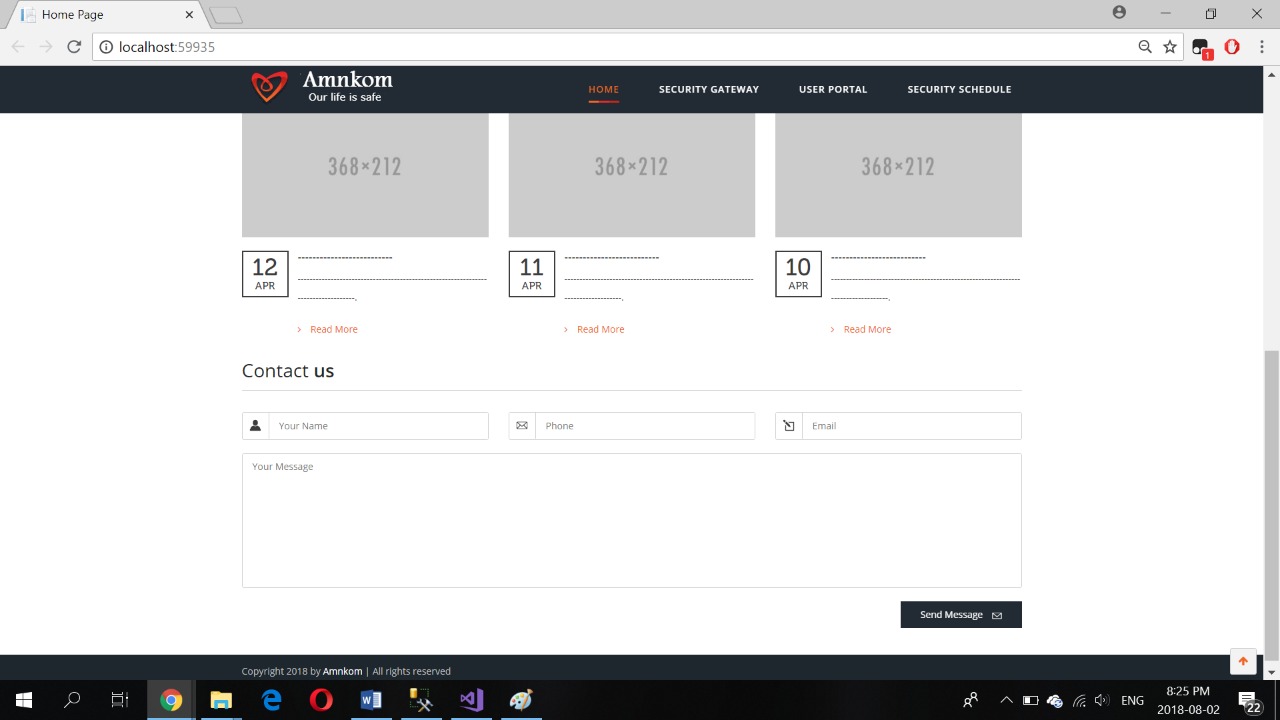 Home Page
localhost:59935
1
Amnkom
Our life is safe
HOME SECURITY GATEWAY USER PORTAL SECURITY SCHEDULE
368×212 368×212 368×212
12 APR --------------------------
11 APR --------------------------
10 APR --------------------------
Read More Read More Read More
Contact us
Your Name Phone Email
Your Message
Send Message
Copyright 2018 by Amnkom | All rights reserved
ENG
8:25 PM
2018-08-02
22